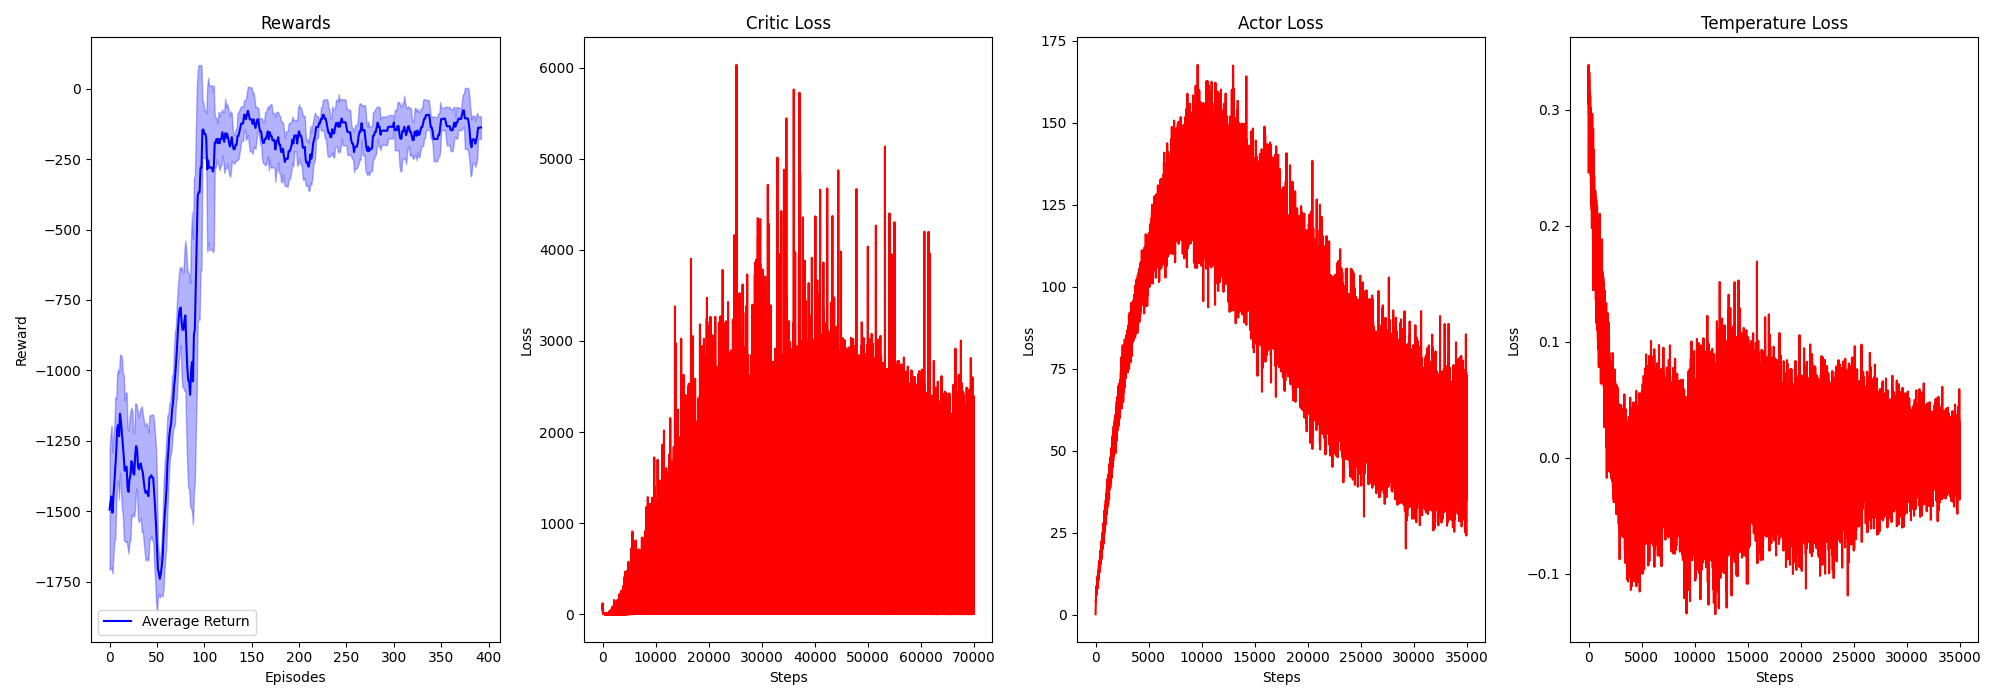 Rewards
Reward
0
−250
−500
−750
−1000
−1250
−1500
−1750
Average Return
0 50 100 150 200 250 300 350 400
Episodes
Critic Loss
Loss
6000
5000
4000
3000
2000
1000
0
0 10000 20000 30000 40000 50000 60000 70000
Steps
Actor Loss
Loss
175
150
125
100
75
50
25
0
0 5000 10000 15000 20000 25000 30000 35000
Steps
Temperature Loss
Loss
0.3
0.2
0.1
0.0
−0.1
0 5000 10000 15000 20000 25000 30000 35000
Steps